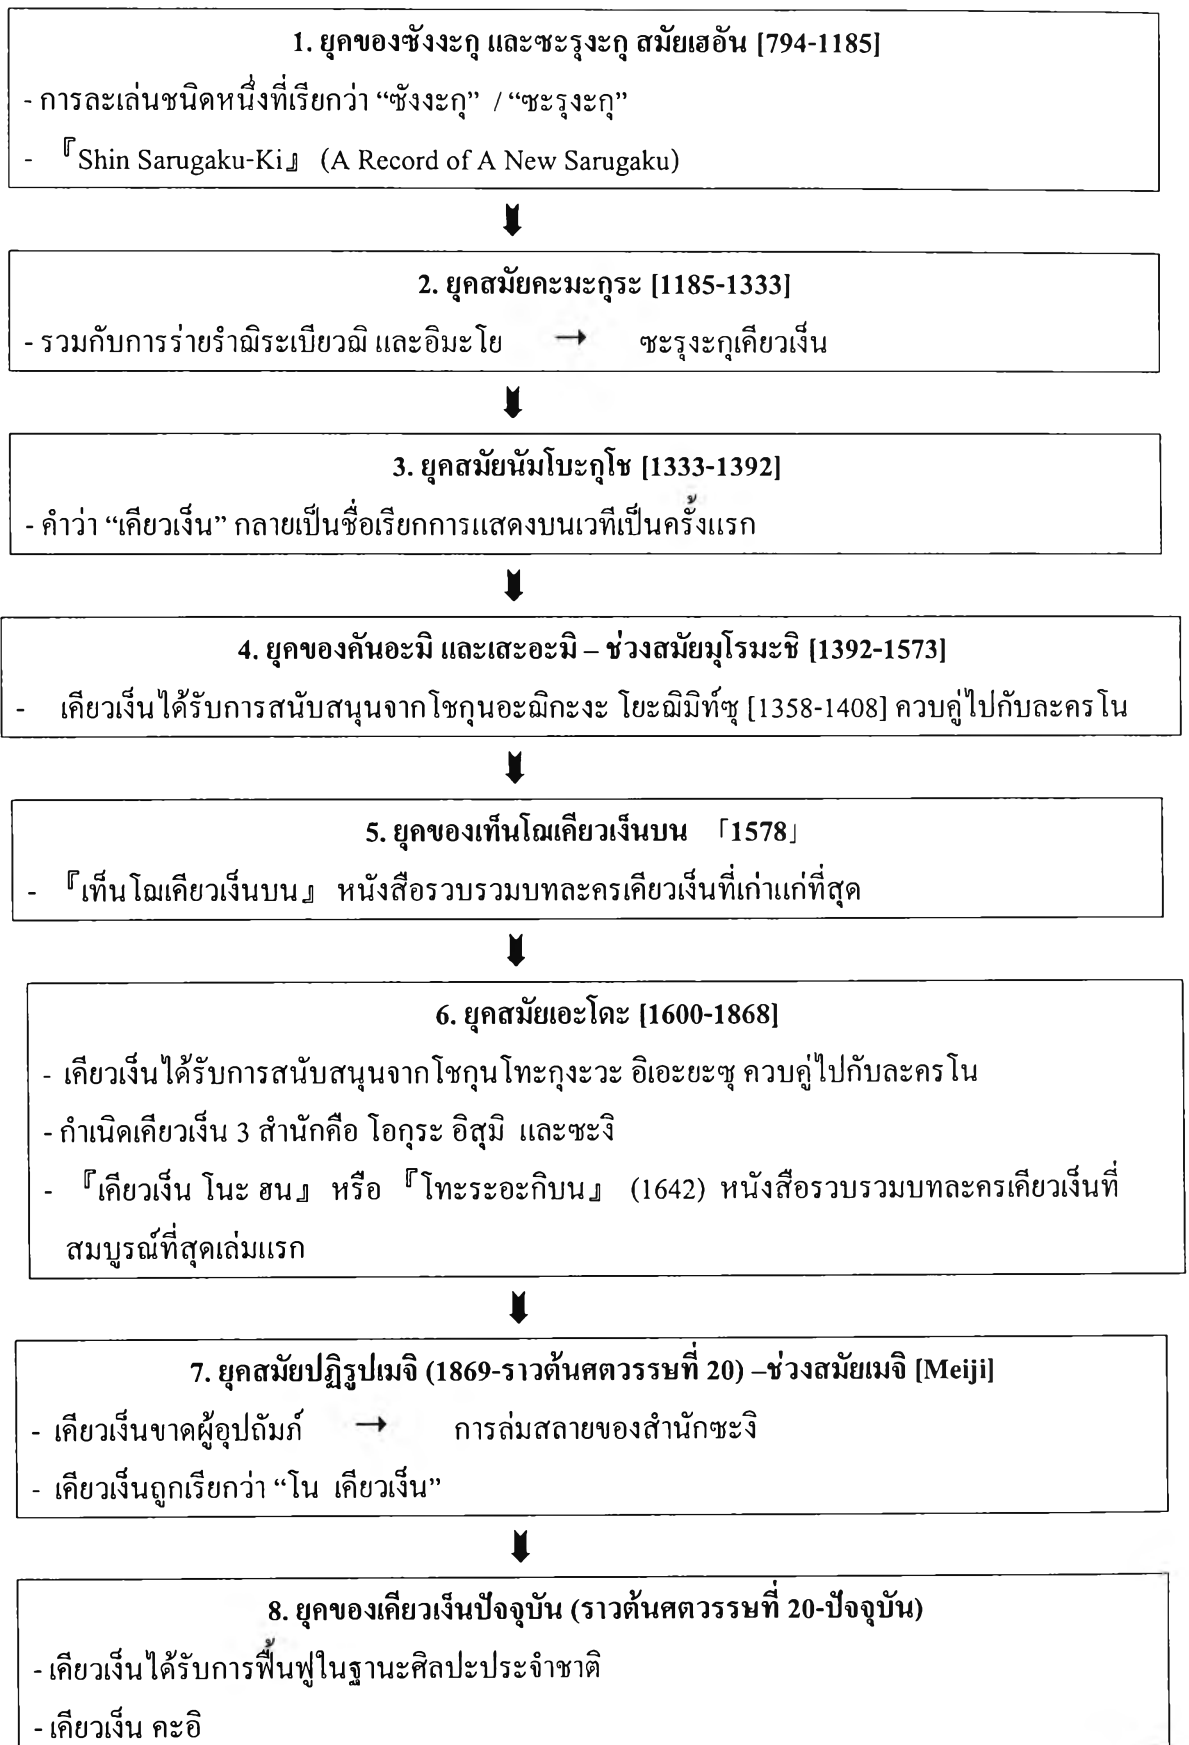 1. ยุคของซังงะกุ และซะรุงะกุ สมัยเฮอัน [794-1185]
- การละเล่นชนิดหนึ่งที่เรียกว่า “ซังงะกุ” / “ซะรุงะกุ”
- 『Shin Sarugaku-Ki』 (A Record of A New Sarugaku)
2. ยุคสมัยคะมะกุระ [1185-1333]
- รวมกับการร่ายรำฌิระเบียวฌิ และอิมะโย → ซะรุงะกุเคียวเง็น
3. ยุคสมัยนัมโบะกุโช [1333-1392]
- คำว่า “เคียวเง็น” กลายเป็นชื่อเรียกการแสดงบนเวทีเป็นครั้งแรก
4. ยุคของคันอะมิ และเสะอะมิ – ช่วงสมัยมุโรมะชิ [1392-1573]
- เคียวเง็นได้รับการสนับสนุนจากโชกุนอะฌิกะงะ โยะฌิมิท์ซุ [1358-1408] ควบคู่ไปกับละครโน
5. ยุคของเท็นโฌเคียวเง็นบน 「1578」
- 『เท็นโฌเคียวเง็นบน』 หนังสือรวบรวมบทละครเคียวเง็นที่เก่าแก่ที่สุด
6. ยุคสมัยเอะโดะ [1600-1868]
- เคียวเง็นได้รับการสนับสนุนจากโชกุนโทะกุงะวะ อิเอะยะซุ ควบคู่ไปกับละครโน
- กำเนิดเคียวเง็น 3 สำนักคือ โอกุระ อิสุมิ และซะงิ
- 『เคียวเง็น โนะ ฮน』 หรือ 『โทะระอะกิบน』 (1642) หนังสือรวบรวมบทละครเคียวเง็นที่
สมบูรณ์ที่สุดเล่มแรก
7. ยุคสมัยปฏิรูปเมจิ (1869-ราวต้นศตวรรษที่ 20) –ช่วงสมัยเมจิ [Meiji]
- เคียวเง็นขาดผู้อุปถัมภ์ → การล่มสลายของสำนักซะงิ
- เคียวเง็นถูกเรียกว่า “โน เคียวเง็น”
8. ยุคของเคียวเง็นปัจจุบัน (ราวต้นศตวรรษที่ 20-ปัจจุบัน)
- เคียวเง็นได้รับการฟื้นฟูในฐานะศิลปะประจำชาติ
- เคียวเง็น คะอิ